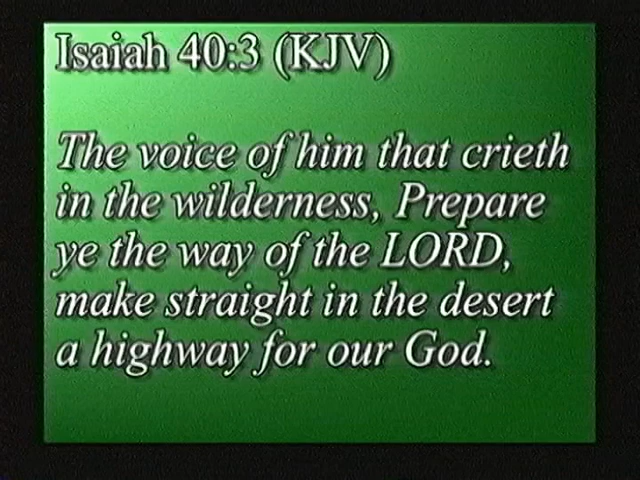 Isaiah 40:3 (KJV)
The voice of him that crieth
in the wilderness, Prepare
ye the way of the LORD,
make straight in the desert
a highway for our God.